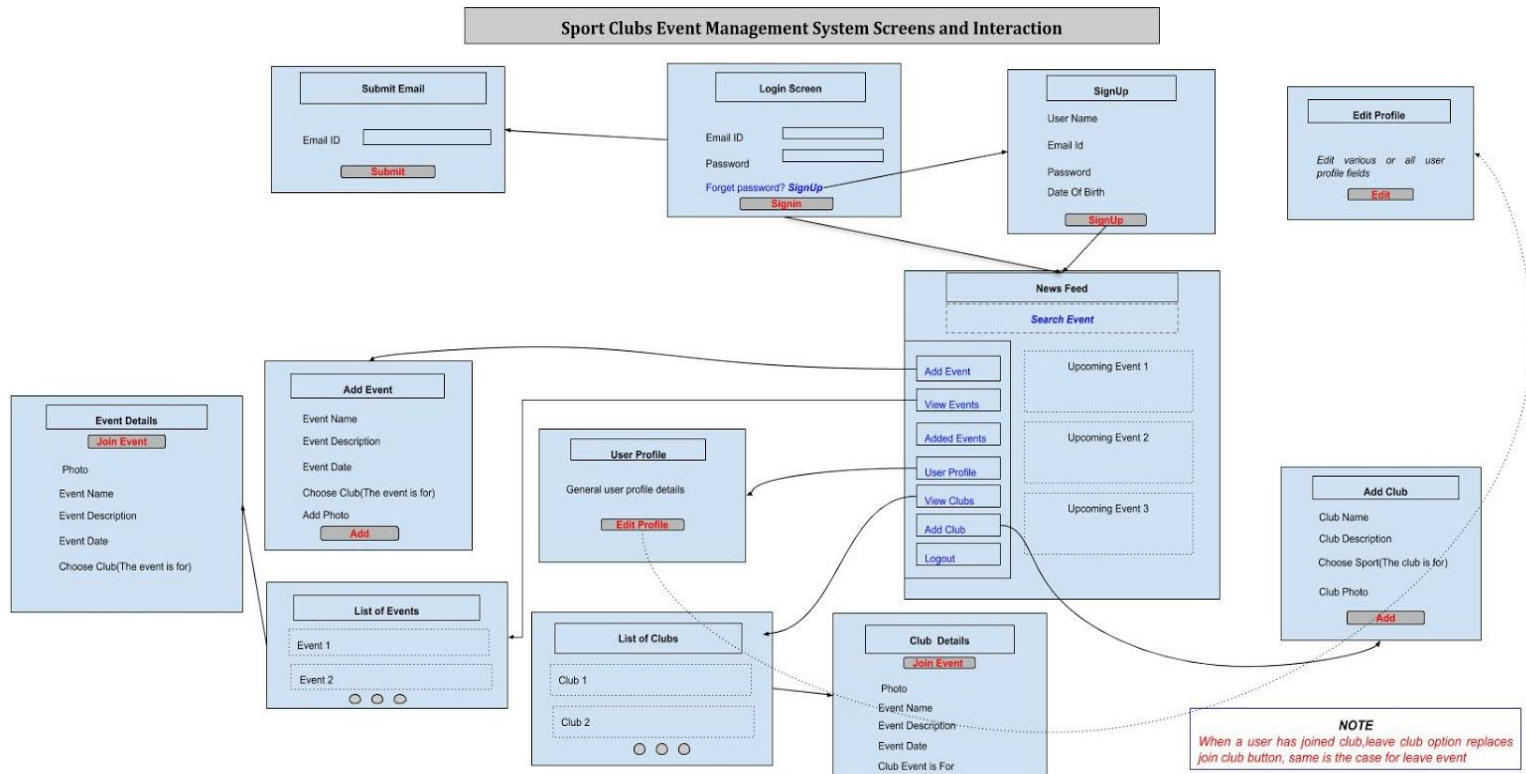 Sport Clubs Event Management System Screens and Interaction
Submit Email
Email ID
Submit
Login Screen
Email ID
Password
Forget password? SignUp
Signin
SignUp
User Name
Email Id
Password
Date Of Birth
SignUp
Edit Profile
Edit various or all user
profile fields
Edit
News Feed
Search Event
Add Event
View Events
Added Events
User Profile
View Clubs
Add Club
Logout
Upcoming Event 1
Upcoming Event 2
Upcoming Event 3
Event Details
Join Event
Photo
Event Name
Event Description
Event Date
Choose Club(The event is for)
Add Event
Event Name
Event Description
Event Date
Choose Club(The event is for)
Add Photo
Add
User Profile
General user profile details
Edit Profile
Add Club
Club Name
Club Description
Choose Sport(The club is for)
Club Photo
Add
List of Events
Event 1
Event 2
List of Clubs
Club 1
Club 2
Club Details
Join Event
Photo
Event Name
Event Description
Event Date
Club Event is For
NOTE
When a user has joined club,leave club option replaces
join club button, same is the case for leave event